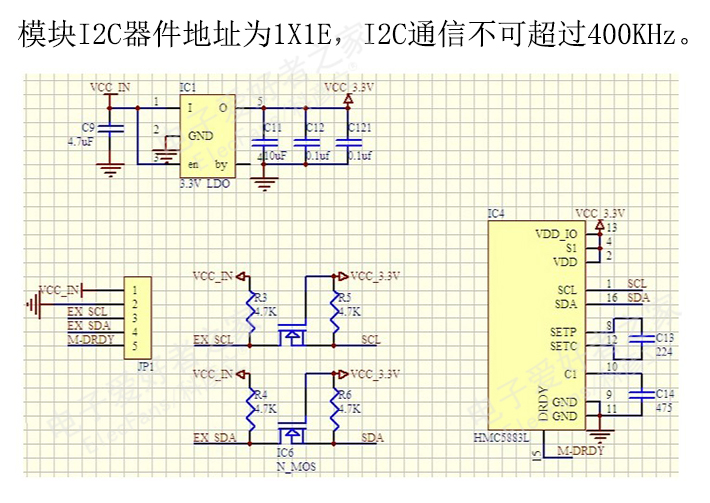 模块I2C器件地址为1X1E，I2C通信不可超过400KHz。
VCC_IN IC1 VCC_3.3V
1 I O 5
C9 4.7uF
2 GND
C11 C12 C121
10uF 0.1uf 0.1uf
3 en by
3.3V LDO
IC4 VCC_3.3V
VDD_IO 13
S1 4
VDD 2
SCL 1 SCL
SDA 16 SDA
SETP 8
SETC 12
C13
224
C1 10
C14
475
GND 9
GND 11
DRDY
HMC5883L
15 M-DRDY
VCC_IN 1
2
EX_SCL 3
EX_SDA 4
M-DRDY 5
JP1
VCC_IN VCC_3.3V
R3 R5
4.7K 4.7K
EX_SCL SCL
VCC_IN VCC_3.3V
R4 R6
4.7K 4.7K
EX_SDA SDA
IC6
N_MOS